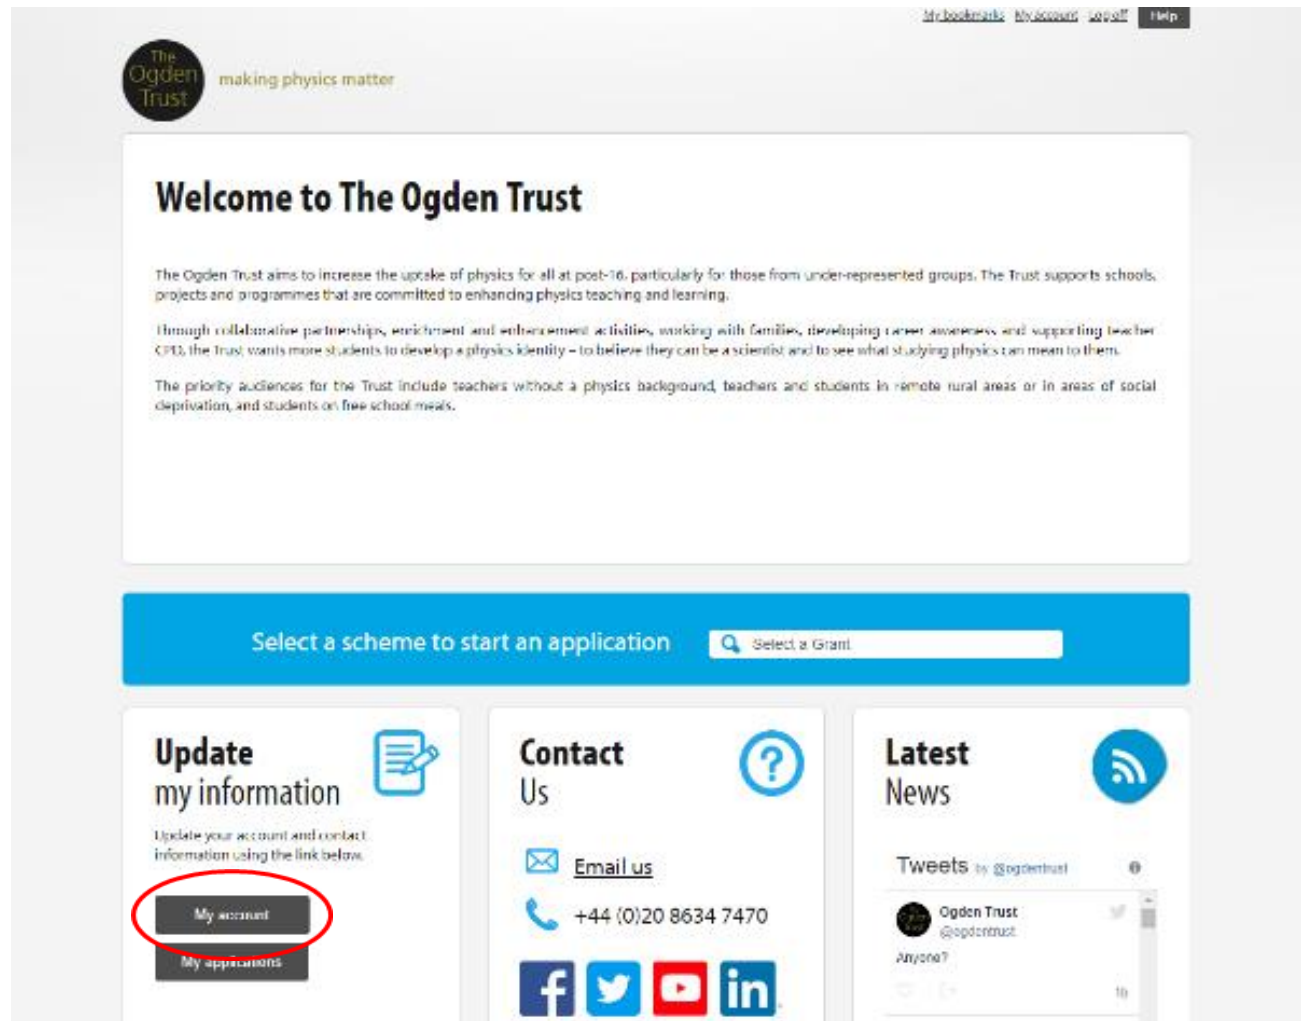 My bookmarks My account Log off Help
The
Ogden
Trust
making physics matter
Welcome to The Ogden Trust
The Ogden Trust aims to increase the uptake of physics for all at post-16, particularly for those from under-represented groups. The Trust supports schools,
projects and programmes that are committed to enhancing physics teaching and learning.
Through collaborative partnerships, enrichment and enhancement activities, working with families, developing career awareness and supporting teacher
CPD, the Trust wants more students to develop a physics identity – to believe they can be a scientist and to see what studying physics can mean to them.
The priority audiences for the Trust include teachers without a physics background, teachers and students in remote rural areas or in areas of social
deprivation, and students on free school meals.
Select a scheme to start an application
Select a Grant
Update
my information
Update your account and contact
information using the link below.
My account
My applications
Contact
Us
Email us
+44 (0)20 8634 7470
f
in
Latest
News
Tweets by @ogdentrust
Ogden Trust
@ogdentrust
Anyone?